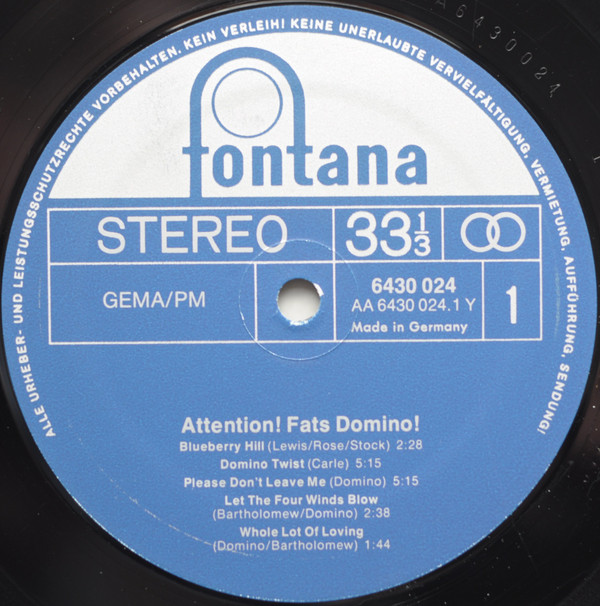 ALLE URHEBER- UND LEISTUNGSSCHUTZRECHTE VORBEHALTEN. KEIN VERLEIH! KEINE UNERLAUBTE VERVIELFÄLTIGUNG, VERMIETUNG, AUFFÜHRUNG, SENDUNG!
AA6430024
fontana
STEREO
33 1/3
GEMA/PM
6430 024
AA 6430 024.1 Y
Made in Germany
1
Attention! Fats Domino!
Blueberry Hill (Lewis/Rose/Stock) 2:28
Domino Twist (Carle) 5:15
Please Don't Leave Me (Domino) 5:15
Let The Four Winds Blow
(Bartholomew/Domino) 2:38
Whole Lot Of Loving
(Domino/Bartholomew) 1:44